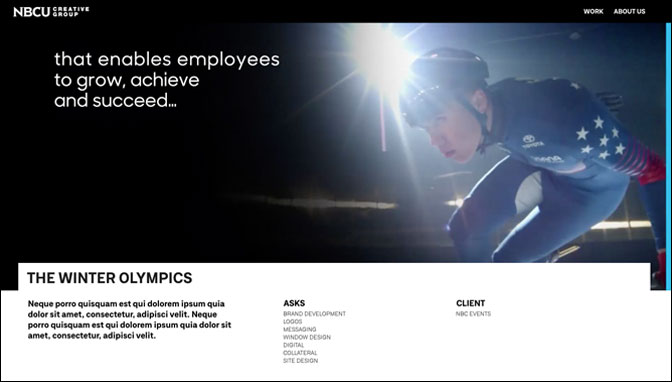 NBCU CREATIVE GROUP
WORK ABOUT US
that enables employees
to grow, achieve
and succeed...
TOYOTA
THE WINTER OLYMPICS
Neque porro quisquam est qui dolorem ipsum quia
dolor sit amet, consectetur, adipisci velit. Neque
porro quisquam est qui dolorem ipsum quia dolor sit
amet, consectetur, adipisci velit.
ASKS
BRAND DEVELOPMENT
LOGOS
MESSAGING
WINDOW DESIGN
DIGITAL
COLLATERAL
SITE DESIGN
CLIENT
NBC EVENTS